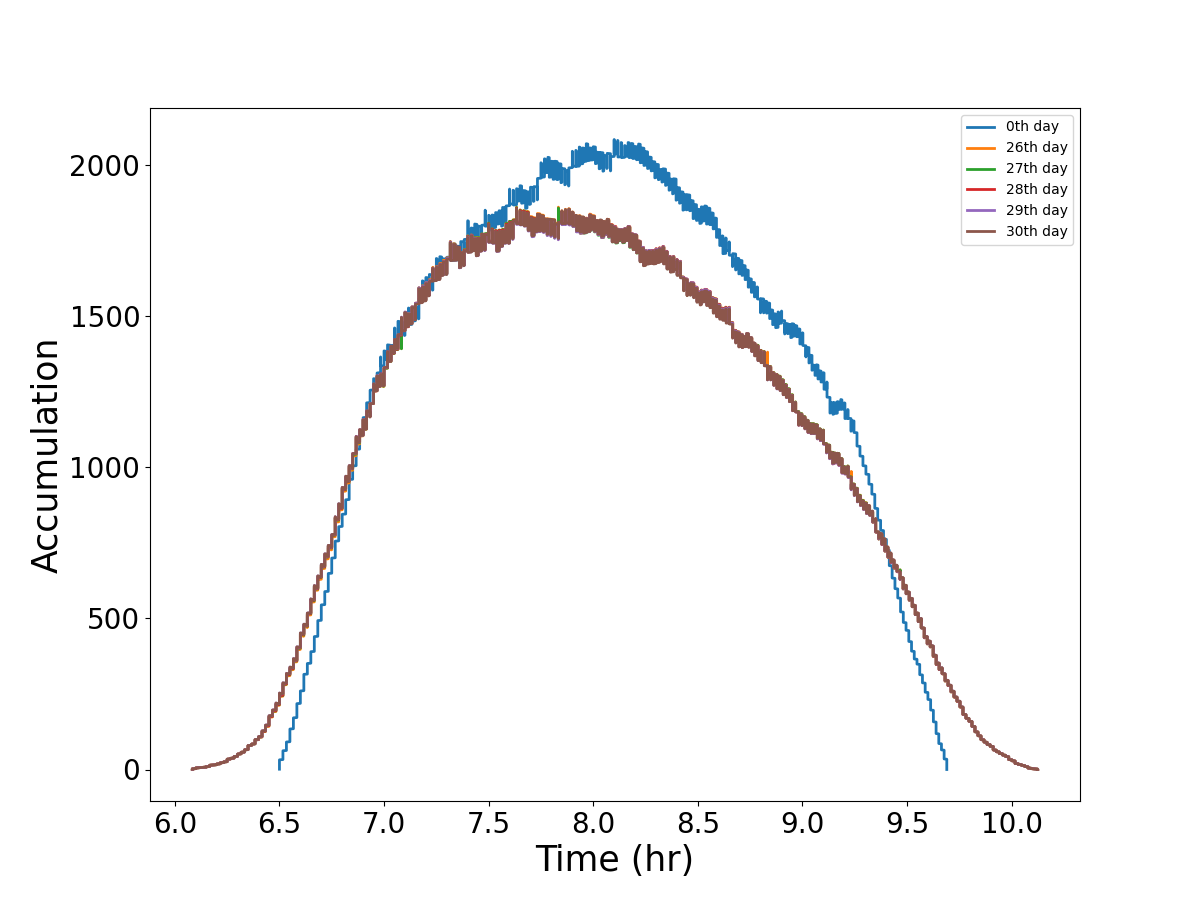 0th day
26th day
27th day
28th day
29th day
30th day
2000
1500
1000
500
0
Accumulation
6.0 6.5 7.0 7.5 8.0 8.5 9.0 9.5 10.0
Time (hr)